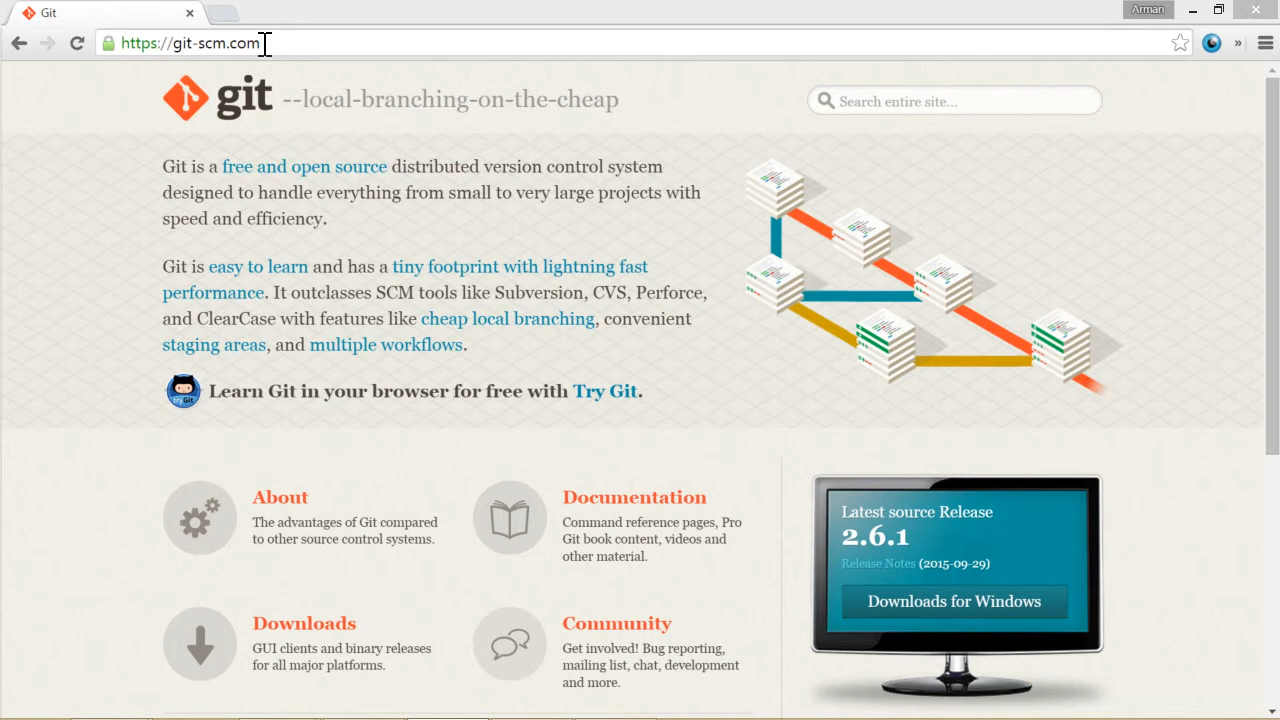 Git
Arman
https://git-scm.com
git --local-branching-on-the-cheap
Search entire site...
Git is a free and open source distributed version control system
designed to handle everything from small to very large projects with
speed and efficiency.
Git is easy to learn and has a tiny footprint with lightning fast
performance. It outclasses SCM tools like Subversion, CVS, Perforce,
and ClearCase with features like cheap local branching, convenient
staging areas, and multiple workflows.
tryGit
Learn Git in your browser for free with Try Git.
About
The advantages of Git compared
to other source control systems.
Documentation
Command reference pages, Pro
Git book content, videos and
other material.
Downloads
GUI clients and binary releases
for all major platforms.
Community
Get involved! Bug reporting,
mailing list, chat, development
and more.
Latest source Release
2.6.1
Release Notes (2015-09-29)
Downloads for Windows